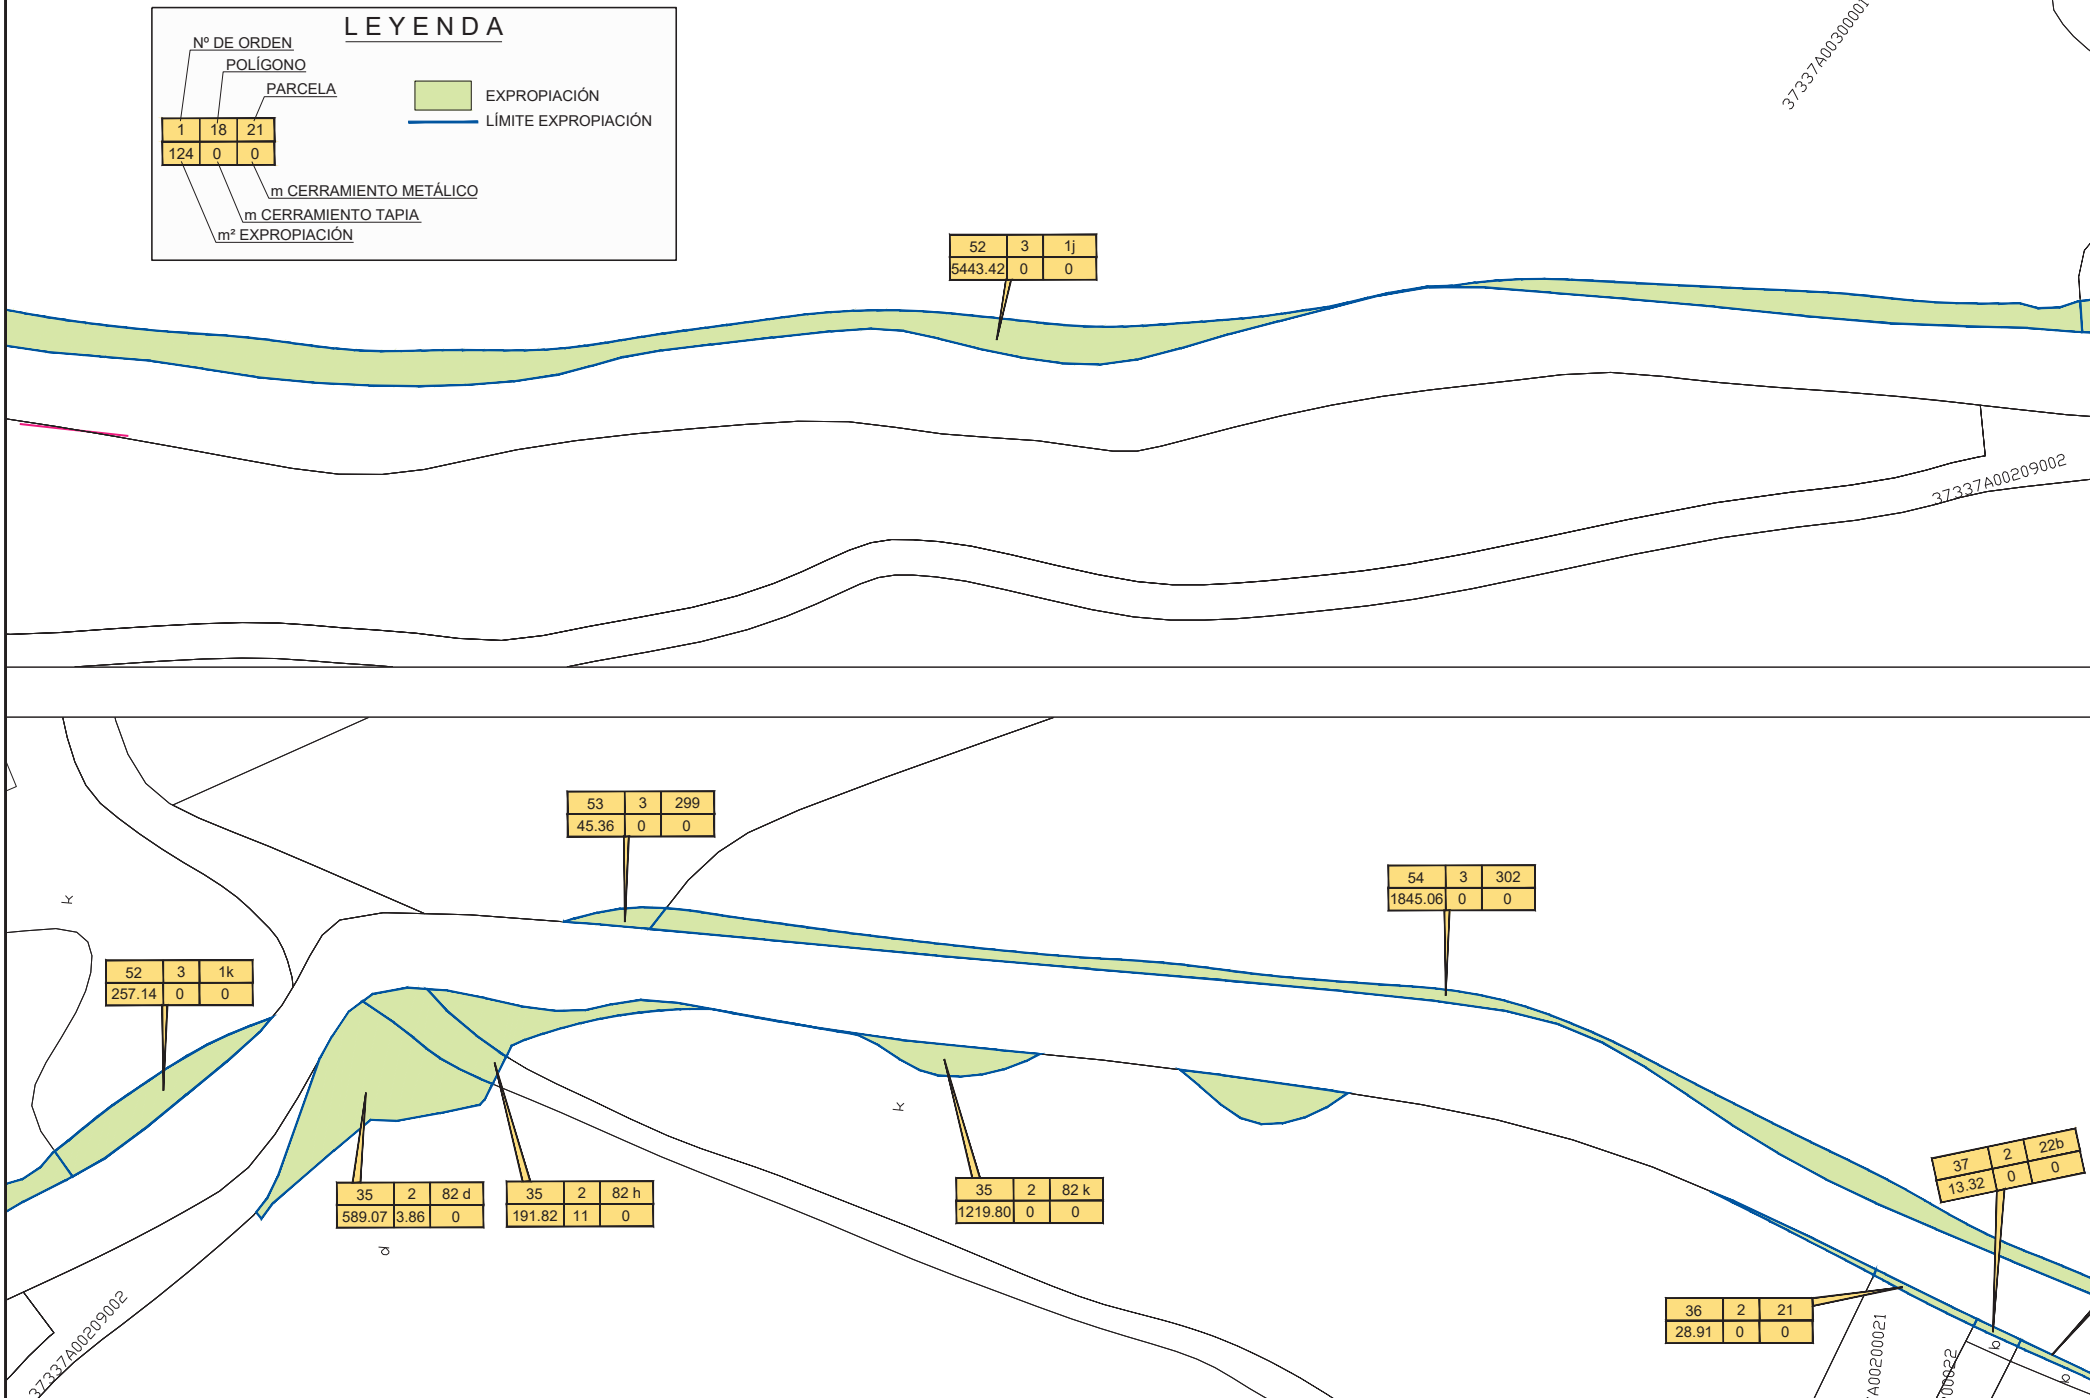 LEYENDA
Nº DE ORDEN
POLÍGONO
PARCELA
1 18 21
124 0 0
m CERRAMIENTO METÁLICO
m CERRAMIENTO TAPIA
m² EXPROPIACIÓN
EXPROPIACIÓN
LÍMITE EXPROPIACIÓN
37337A00300001
52 3 1j
5443.42 0 0
37337A00209002
53 3 299
45.36 0 0
54 3 302
1845.06 0 0
k
52 3 1k
257.14 0 0
k
35 2 82 d
589.07 3.86 0
35 2 82 h
191.82 11 0
35 2 82 k
1219.80 0 0
37 2 22b
13.32 0 0
d
36 2 21
28.91 0 0
37337A00209002
A00200021
00022
b